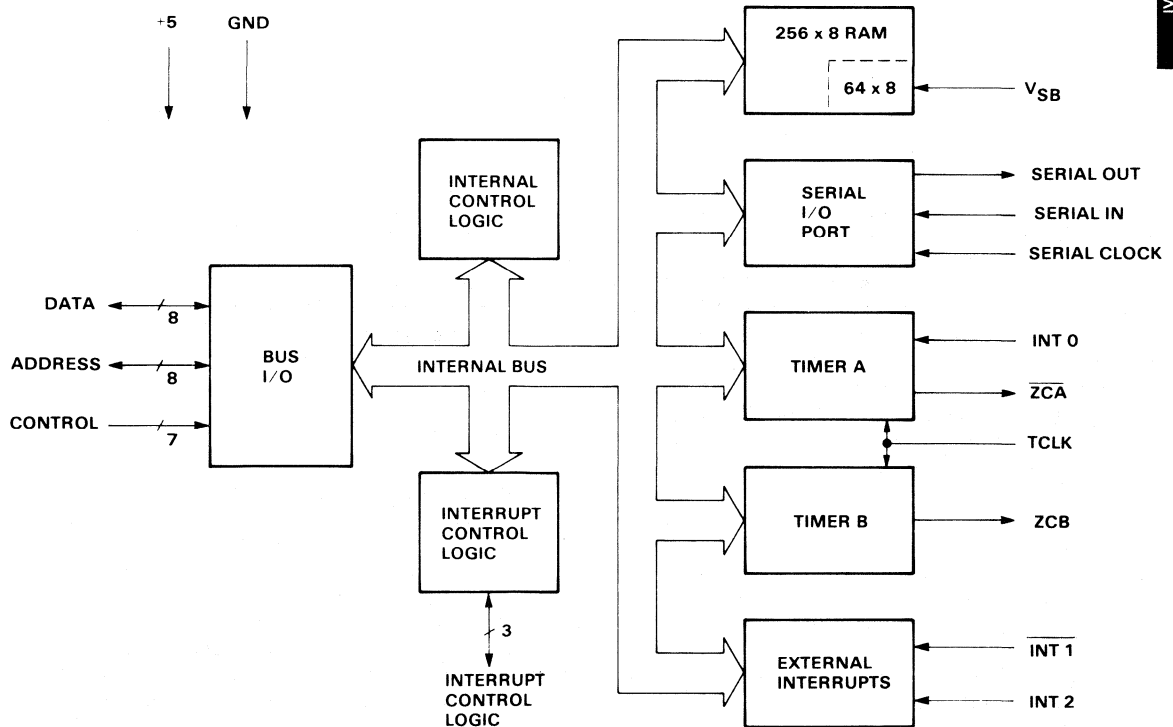 +5
GND
IV
256 x 8 RAM
64 x 8
V_SB
INTERNAL
CONTROL
LOGIC
SERIAL
I/O
PORT
SERIAL OUT
SERIAL IN
SERIAL CLOCK
DATA
8
ADDRESS
8
CONTROL
7
BUS
I/O
INTERNAL BUS
TIMER A
INT 0
Z̅C̅A̅
TCLK
INTERRUPT
CONTROL
LOGIC
TIMER B
ZCB
3
INTERRUPT
CONTROL
LOGIC
EXTERNAL
INTERRUPTS
I̅N̅T̅ ̅1̅
INT 2